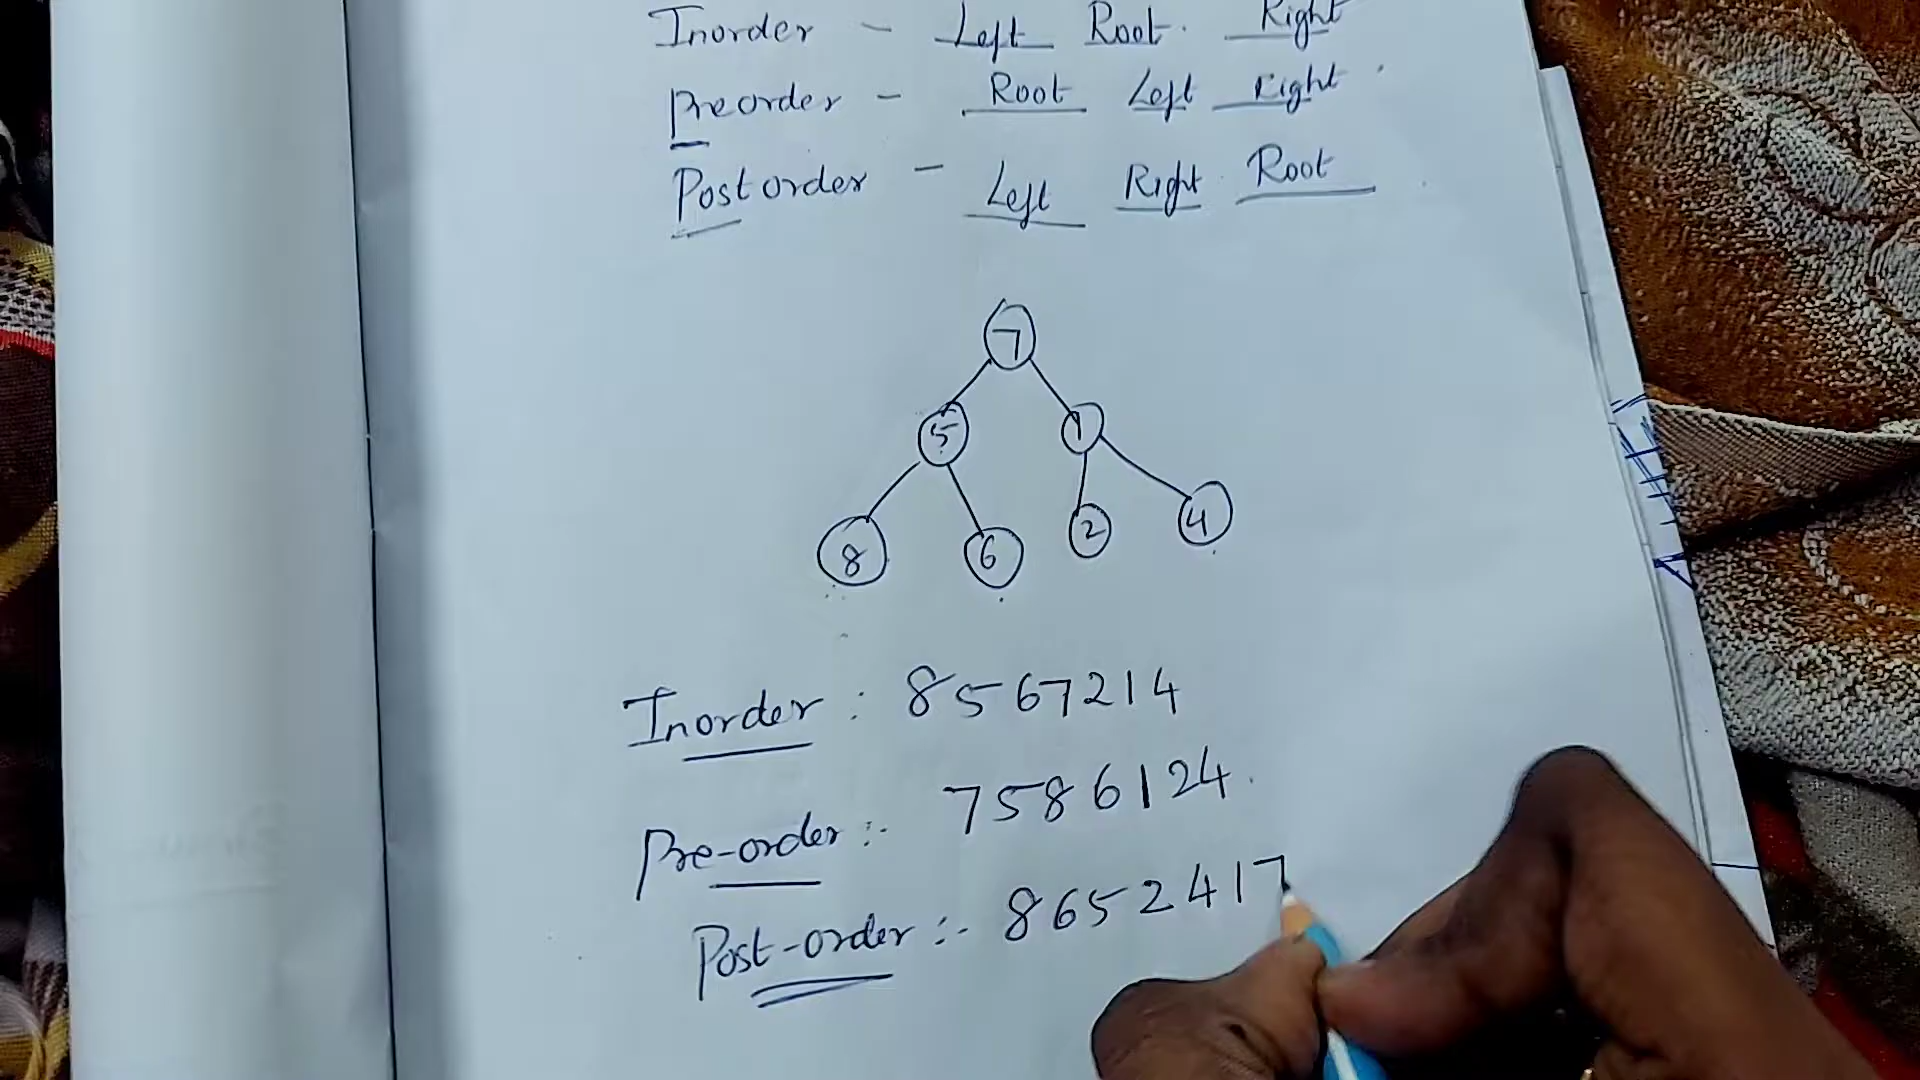 Inorder - Left Root. Right
Preorder - Root Left Right.
Postorder - Left Right Root
7
5 1
8 6 2 4
Inorder : 8567214
Pre-order :- 7586124.
Post-order :- 8652417